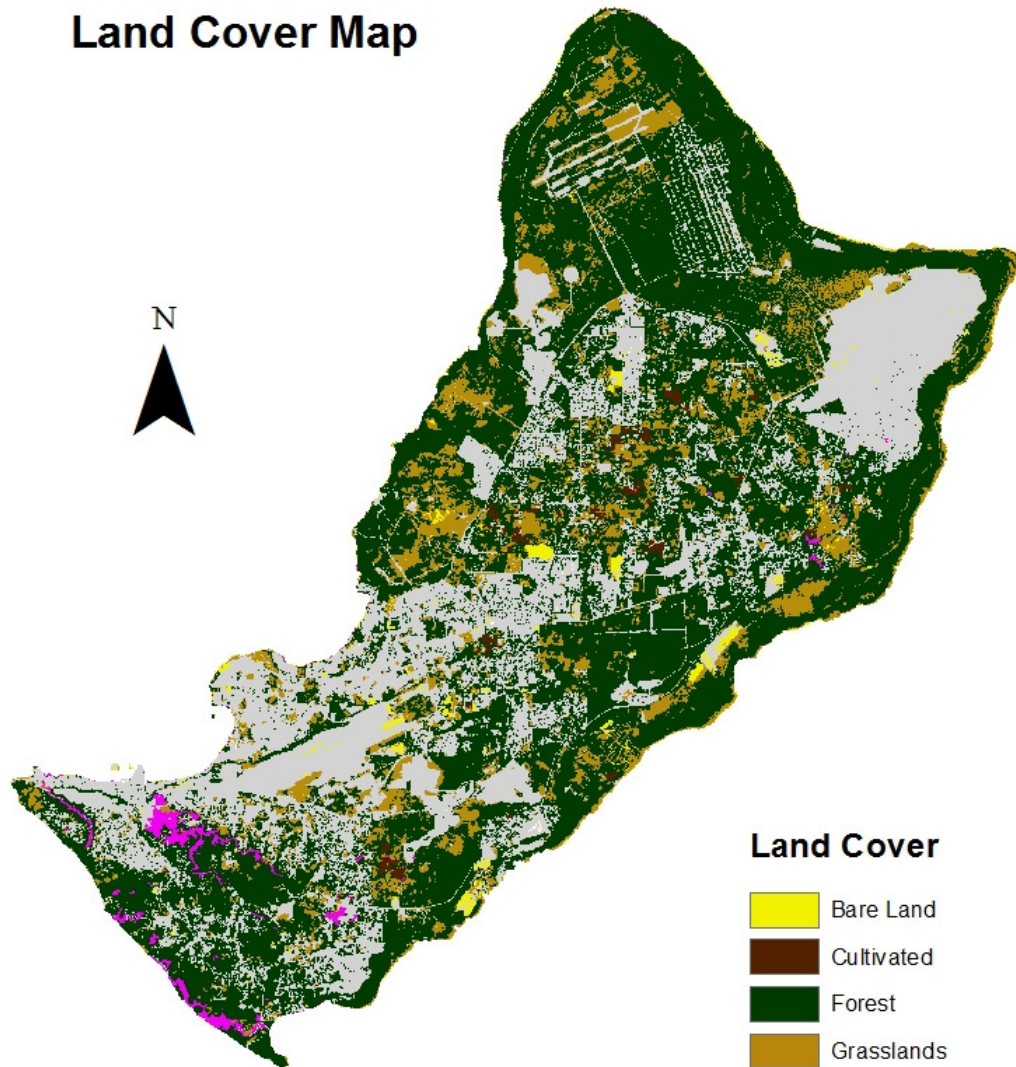 Land Cover Map
N
Land Cover
Bare Land
Cultivated
Forest
Grasslands